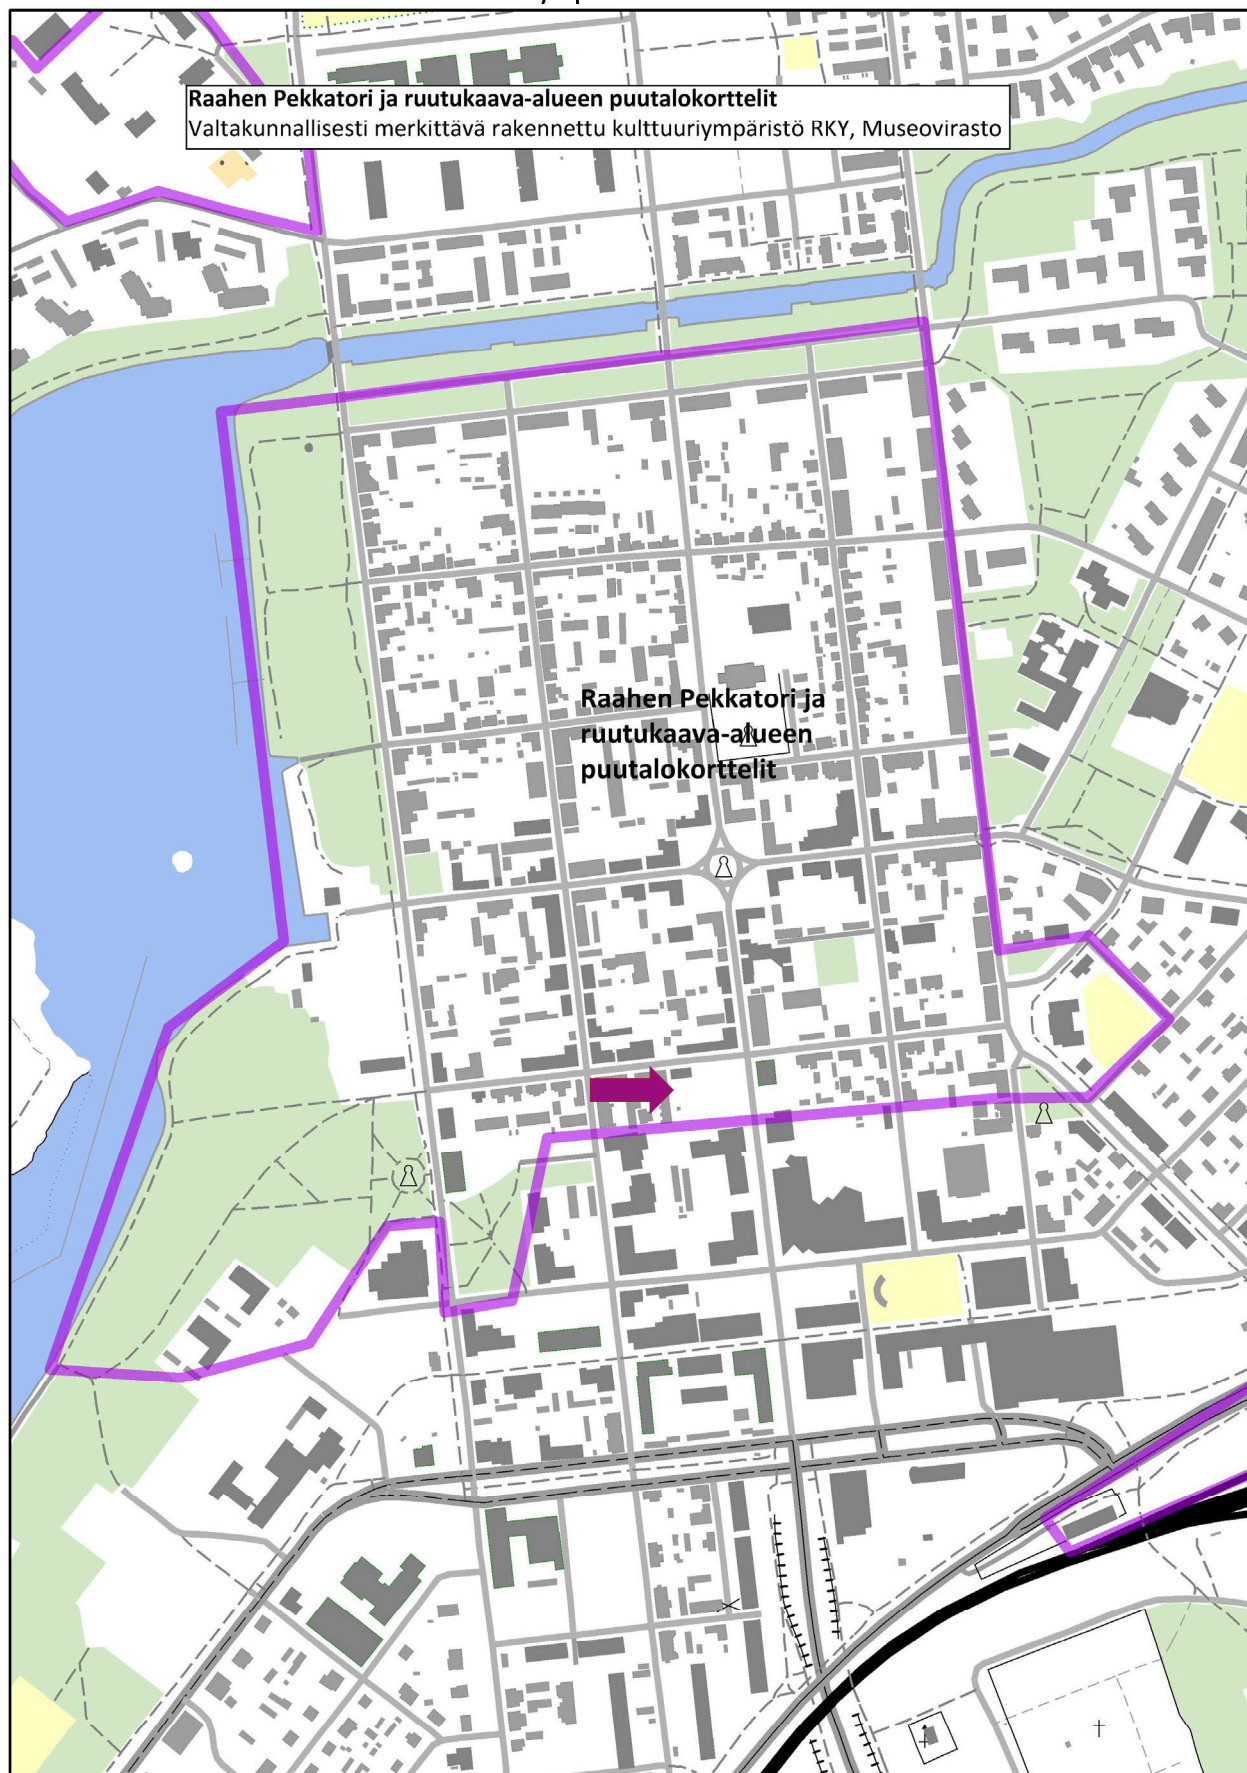 Raahen Pekkatori ja ruutukaava-alueen puutalokorttelit
Valtakunnallisesti merkittävä rakennettu kulttuuriympäristö RKY, Museovirasto
Raahen Pekkatori ja
ruutukaava-alueen
puutalokorttelit